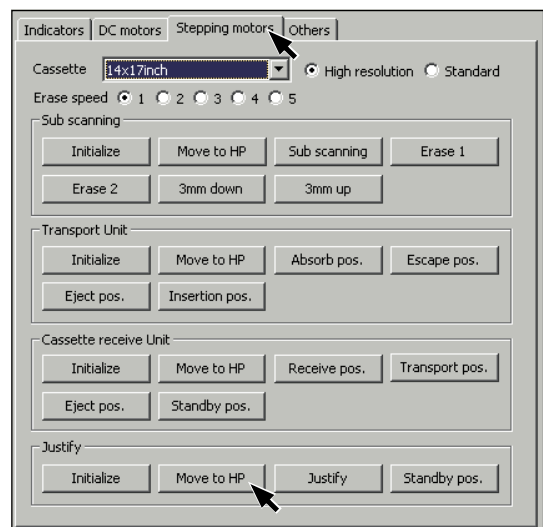 Indicators DC motors Stepping motors Others
Cassette 14x17inch High resolution Standard
Erase speed 1 2 3 4 5
Sub scanning
Initialize Move to HP Sub scanning Erase 1
Erase 2 3mm down 3mm up
Transport Unit
Initialize Move to HP Absorb pos. Escape pos.
Eject pos. Insertion pos.
Cassette receive Unit
Initialize Move to HP Receive pos. Transport pos.
Eject pos. Standby pos.
Justify
Initialize Move to HP Justify Standby pos.